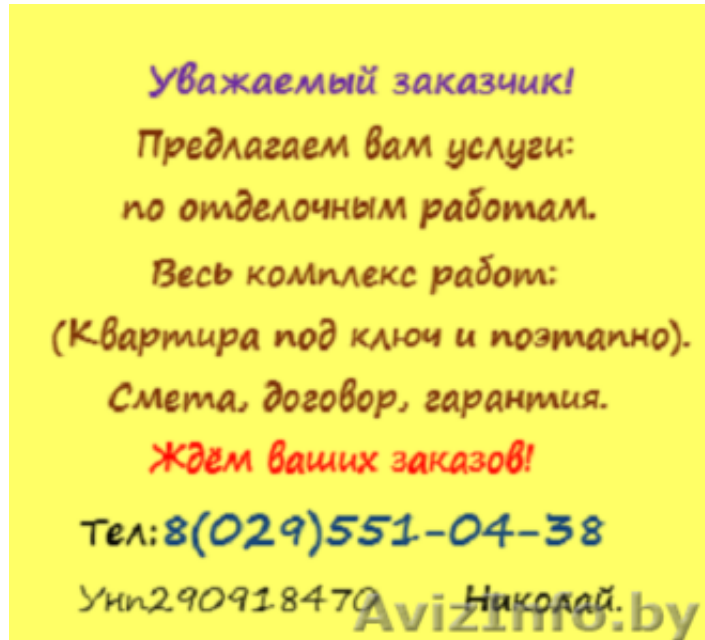 Уважаемый заказчик!
Предлагаем вам услуги:
по отделочным работам.
Весь комплекс работ:
(Квартира под ключ и поэтапно).
Смета, договор, гарантия.
Ждём ваших заказов!
Тел:8(029)551-04-38
Унп290918470 Николай.
AvizInfo.by